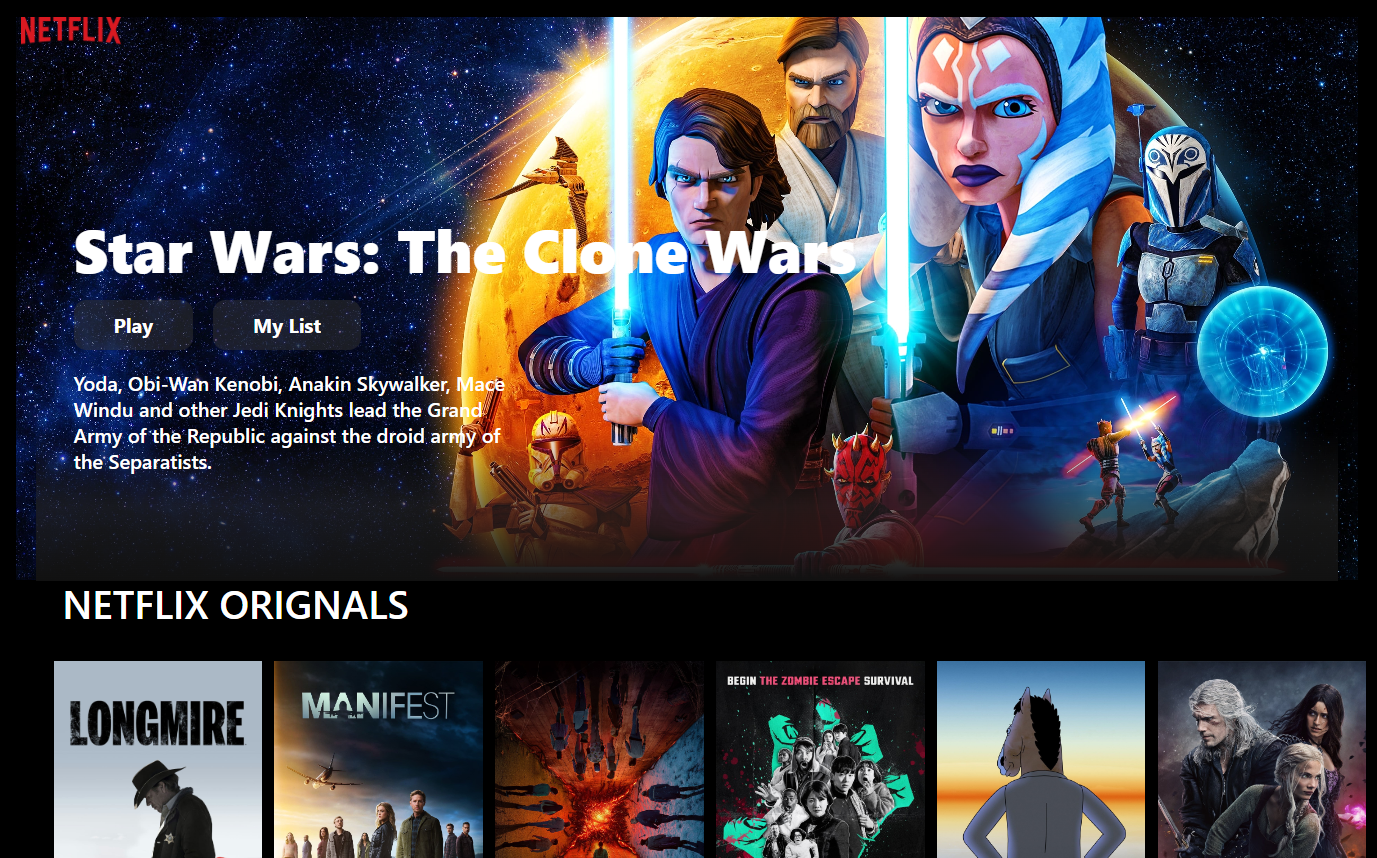 NETFLIX
Star Wars: The Clone Wars
Play
My List
Yoda, Obi-Wan Kenobi, Anakin Skywalker, Mace
Windu and other Jedi Knights lead the Grand
Army of the Republic against the droid army of
the Separatists.
NETFLIX ORIGNALS
LONGMIRE
MANIFEST
BEGIN THE ZOMBIE ESCAPE SURVIVAL